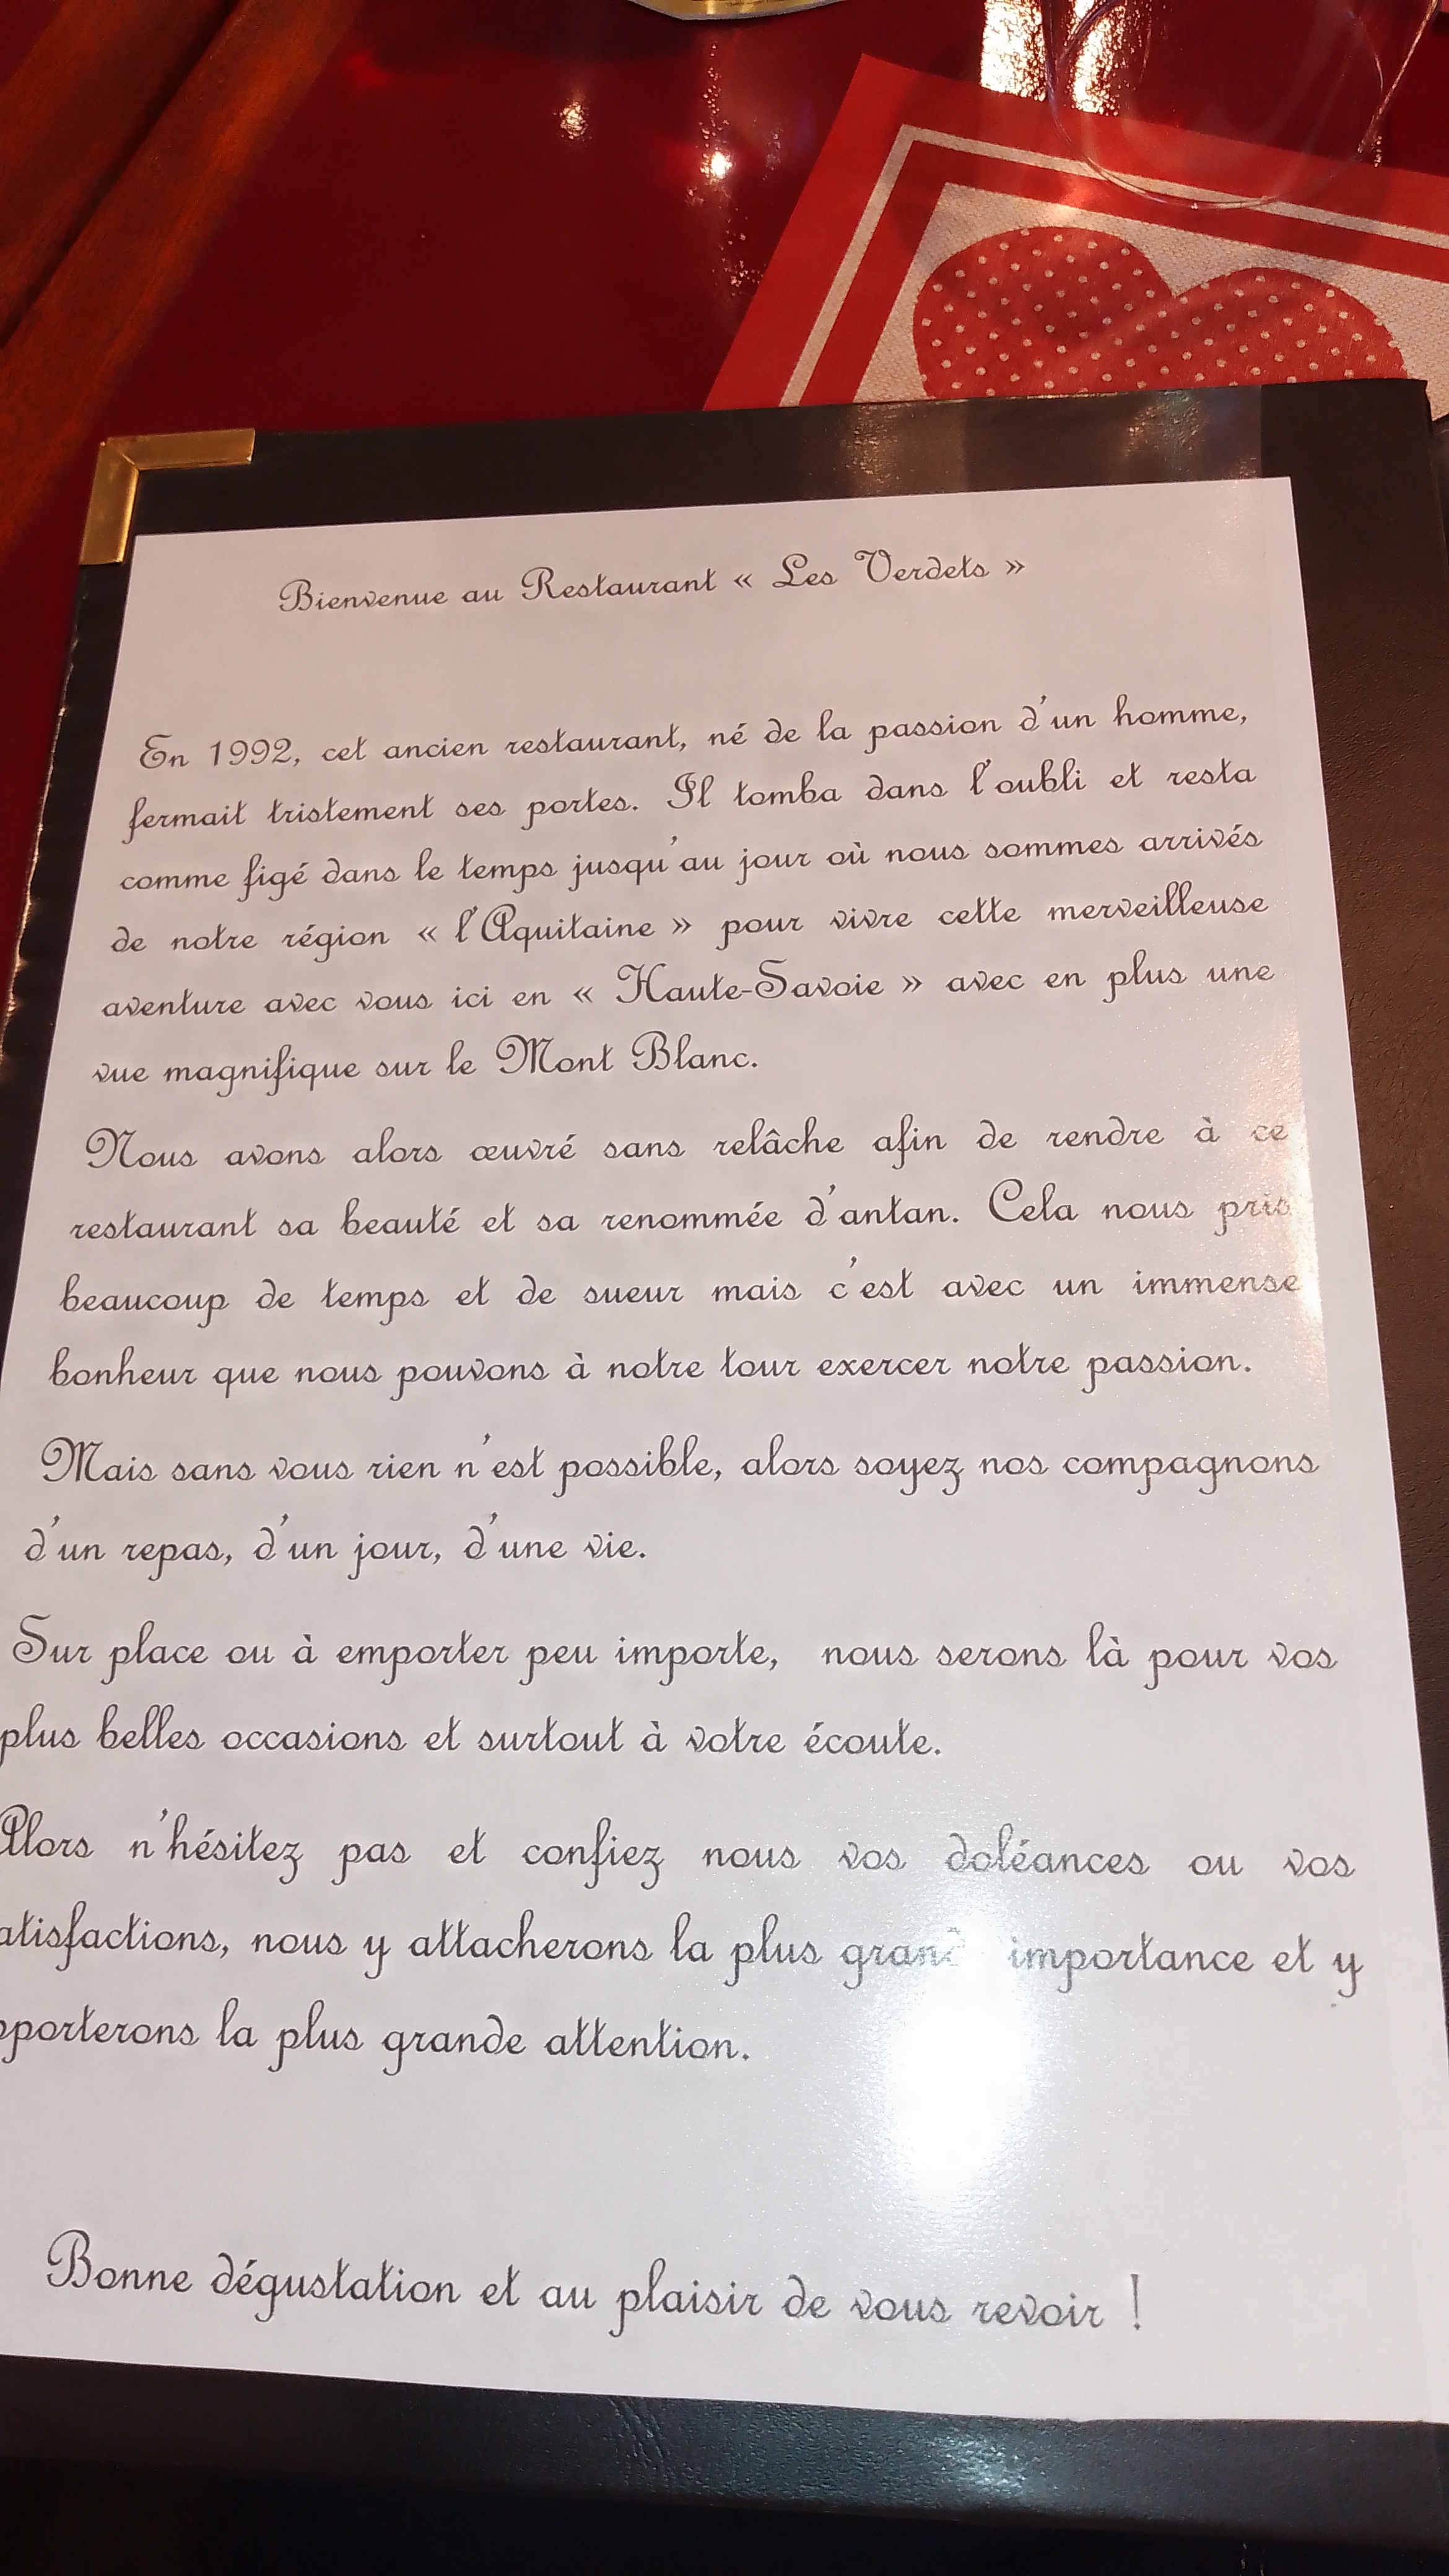 Bienvenue au Restaurant « Les Verdets »
En 1992, cet ancien restaurant, né de la passion d'un homme,
fermait tristement ses portes. Il tomba dans l'oubli et resta
comme figé dans le temps jusqu'au jour où nous sommes arrivés
de notre région « l'Aquitaine » pour vivre cette merveilleuse
aventure avec vous ici en « Haute-Savoie » avec en plus une
vue magnifique sur le Mont Blanc.
Nous avons alors œuvré sans relâche afin de rendre à ce
restaurant sa beauté et sa renommée d'antan. Cela nous pris
beaucoup de temps et de sueur mais c'est avec un immense
bonheur que nous pouvons à notre tour exercer notre passion.
Mais sans vous rien n'est possible, alors soyez nos compagnons
d'un repas, d'un jour, d'une vie.
Sur place ou à emporter peu importe, nous serons là pour vos
plus belles occasions et surtout à votre écoute.
Alors n'hésitez pas et confiez nous vos doléances ou vos
atisfactions, nous y attacherons la plus importance et y
pporterons la plus grande attention.
Bonne dégustation et au plaisir de vous revoir !